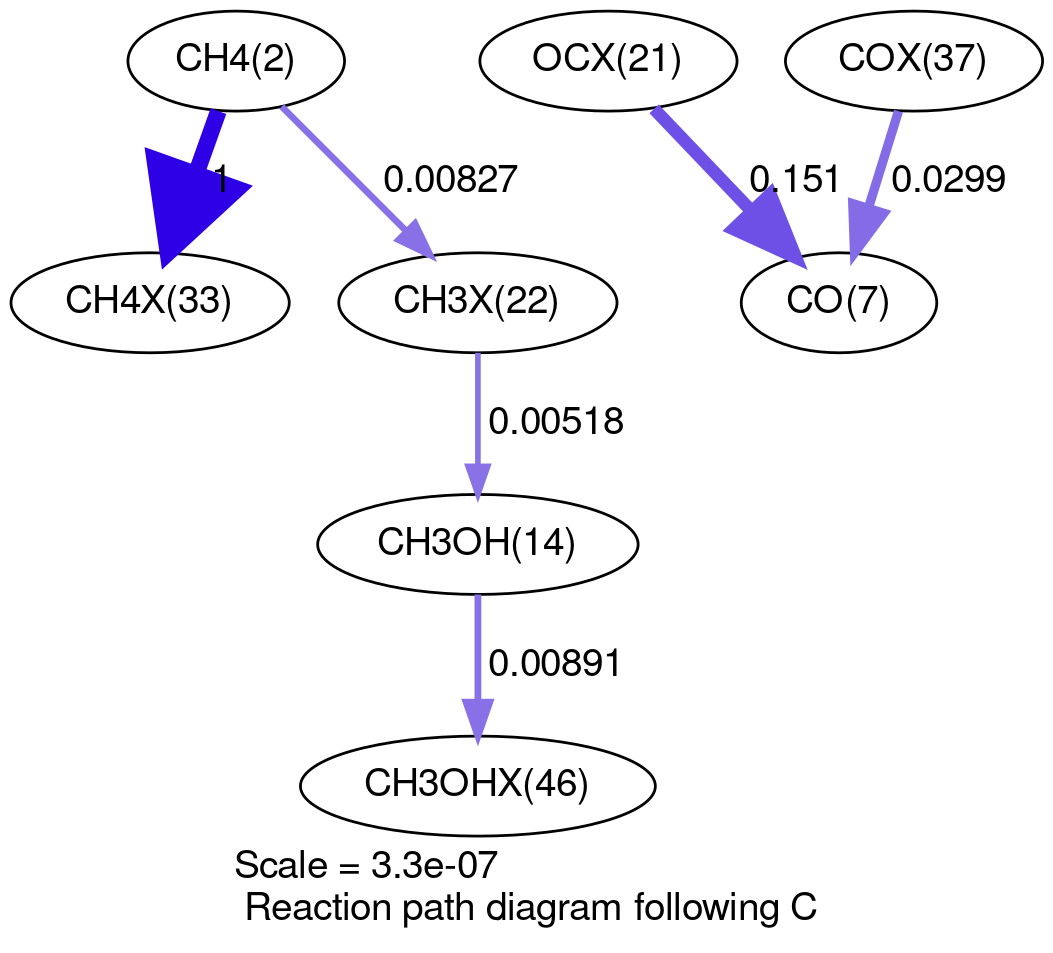 CH4(2)
OCX(21)
COX(37)
1
0.00827
0.151
0.0299
CH4X(33)
CH3X(22)
CO(7)
0.00518
CH3OH(14)
0.00891
CH3OHX(46)
Scale = 3.3e-07
Reaction path diagram following C